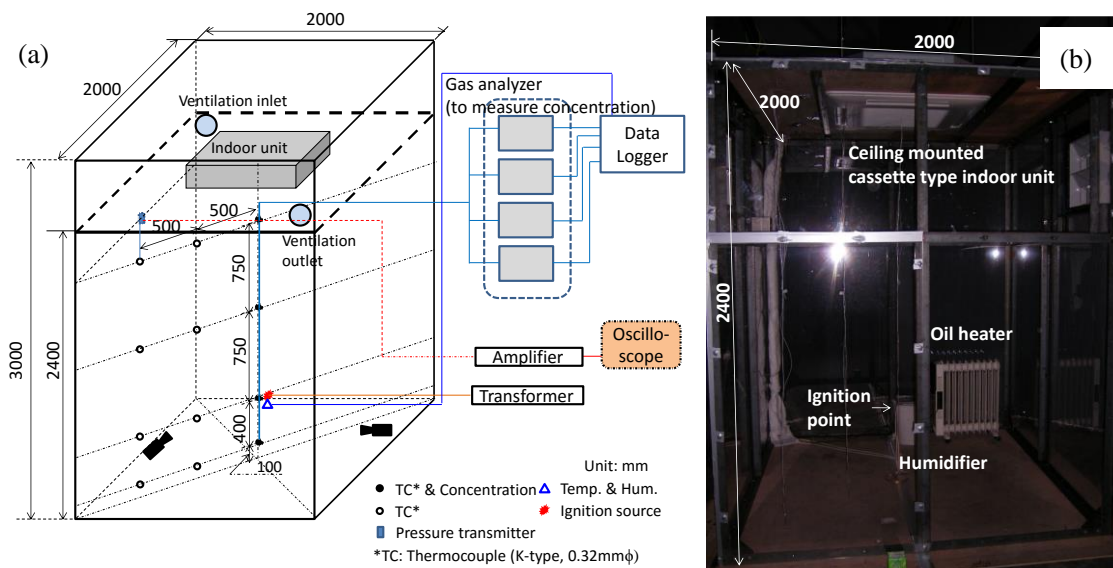 (a)
2000
2000
Ventilation inlet
Indoor unit
500
500
Ventilation
outlet
750
750
400
100
3000
2400
Gas analyzer
(to measure concentration)
Data
Logger
Amplifier
Oscillo-
scope
Transformer
Unit: mm
TC* & Concentration
Temp. & Hum.
TC*
Ignition source
Pressure transmitter
*TC: Thermocouple (K-type, 0.32mmϕ)
(b)
2000
2000
Ceiling mounted
cassette type indoor unit
2400
Oil heater
Ignition
point
Humidifier